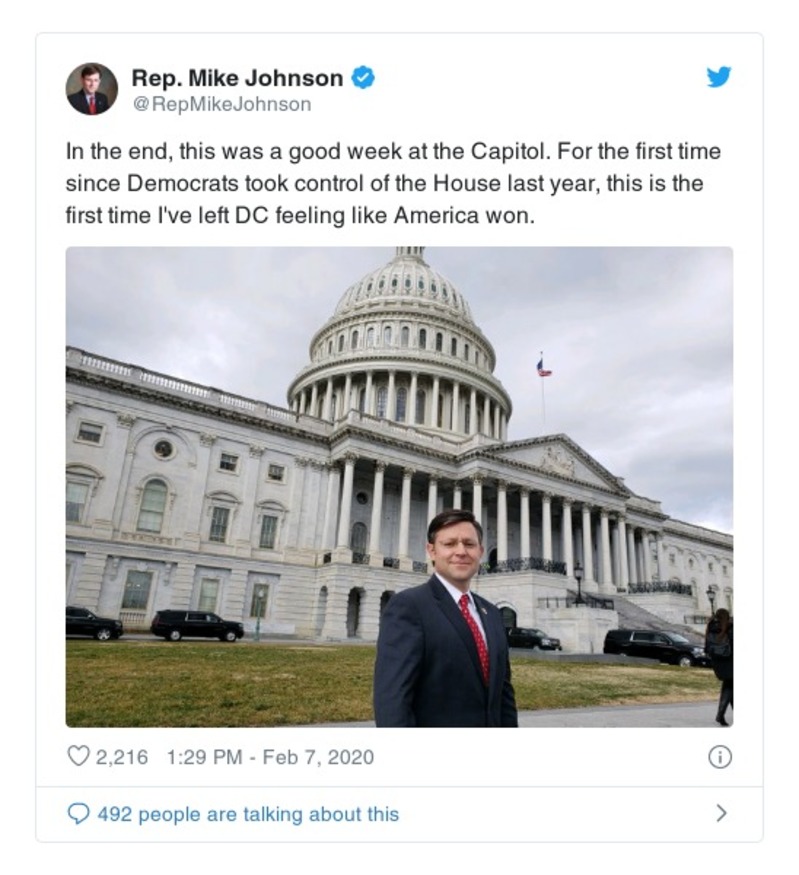 Rep. Mike Johnson
@RepMikeJohnson
In the end, this was a good week at the Capitol. For the first time
since Democrats took control of the House last year, this is the
first time I've left DC feeling like America won.
2,216 1:29 PM - Feb 7, 2020
492 people are talking about this